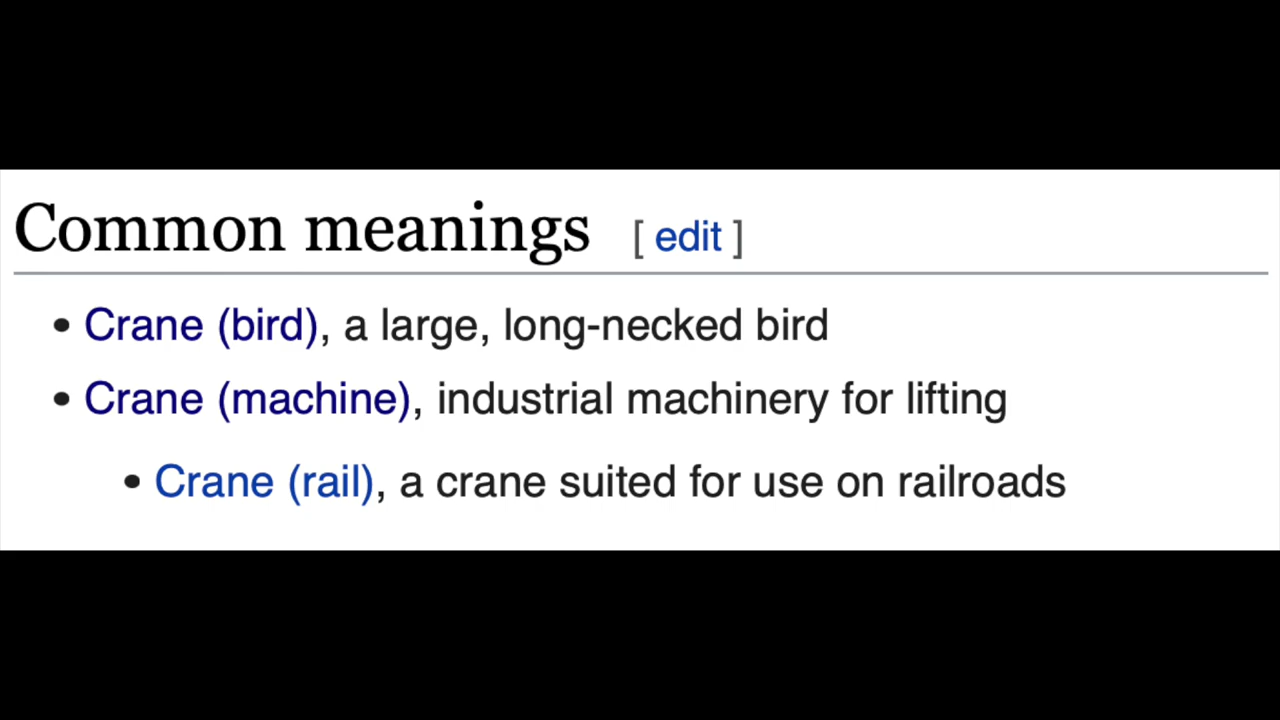 Common meanings [ edit ]
• Crane (bird), a large, long-necked bird
• Crane (machine), industrial machinery for lifting
• Crane (rail), a crane suited for use on railroads